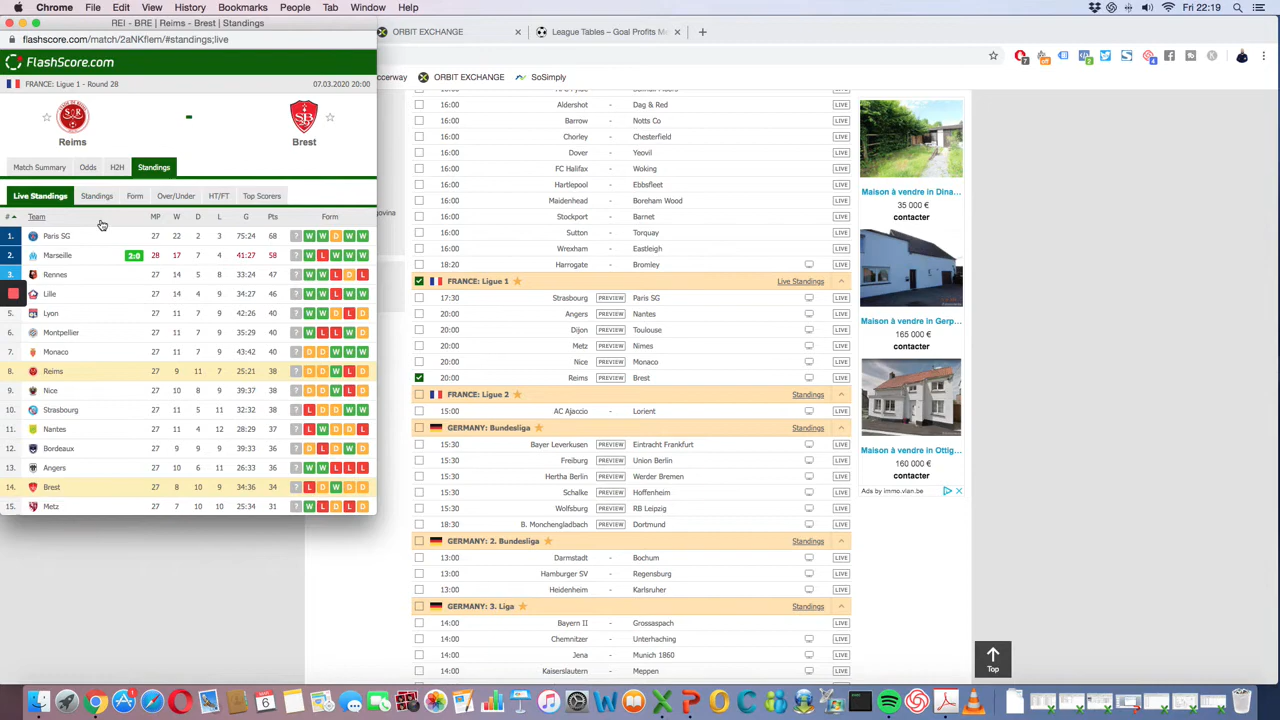 Chrome File Edit View History Bookmarks People Tab Window Help Fri 22:19
REI - BRE | Reims - Brest | Standings
flashscore.com/match/2aNKflem/#standings;live
ORBIT EXCHANGE × League Tables – Goal Profits M × +
ccerway ORBIT EXCHANGE SoSimply
FlashScore.com
FRANCE: Ligue 1 - Round 28 07.03.2020 20:00
Reims - Brest
Match Summary Odds H2H Standings
Live Standings Standings Form Over/Under HT/FT Top Scorers
# Team MP W D L G Pts Form
1. Paris SG 27 22 2 3 75:24 68 ? W W D W W
2. Marseille 2:0 28 17 7 4 41:27 58 ? W L W W W
3. Rennes 27 14 5 8 33:24 47 ? W W L D L
Lille 27 14 4 9 34:27 46 ? W W L L W
5. Lyon 27 11 7 9 42:26 40 ? W W D L D
6. Montpellier 27 11 7 9 35:29 40 ? W L L W D
7. Monaco 27 11 7 9 43:42 40 ? D D W W W
8. Reims 27 9 11 7 25:21 38 ? D D W L D
9. Nice 27 10 8 9 39:37 38 ? D D W L D
10. Strasbourg 27 11 5 11 32:32 38 ? L D D W W
11. Nantes 27 11 4 12 28:29 37 ? W L D D L
12. Bordeaux 27 9 9 9 39:33 36 ? D L D W D
13. Angers 27 10 6 11 26:33 36 ? W W L L L
14. Brest 27 8 10 9 34:36 34 ? L D W D D
15. Metz 27 7 10 10 25:34 31 ? W L D L D
jovina
16:00 Aldershot - Dag & Red LIVE
16:00 Barrow - Notts Co LIVE
16:00 Chorley - Chesterfield LIVE
16:00 Dover - Yeovil LIVE
16:00 FC Halifax - Woking LIVE
16:00 Hartlepool - Ebbsfleet LIVE
16:00 Maidenhead - Boreham Wood LIVE
16:00 Stockport - Barnet LIVE
16:00 Sutton - Torquay LIVE
16:00 Wrexham - Eastleigh LIVE
18:20 Harrogate - Bromley LIVE
FRANCE: Ligue 1 Live Standings
17:30 Strasbourg PREVIEW Paris SG LIVE
20:00 Angers PREVIEW Nantes LIVE
20:00 Dijon PREVIEW Toulouse LIVE
20:00 Metz PREVIEW Nimes LIVE
20:00 Nice PREVIEW Monaco LIVE
20:00 Reims PREVIEW Brest LIVE
FRANCE: Ligue 2 Standings
15:00 AC Ajaccio - Lorient LIVE
GERMANY: Bundesliga Standings
15:30 Bayer Leverkusen PREVIEW Eintracht Frankfurt LIVE
15:30 Freiburg PREVIEW Union Berlin LIVE
15:30 Hertha Berlin PREVIEW Werder Bremen LIVE
15:30 Schalke PREVIEW Hoffenheim LIVE
15:30 Wolfsburg PREVIEW RB Leipzig LIVE
18:30 B. Monchengladbach PREVIEW Dortmund LIVE
GERMANY: 2. Bundesliga Standings
13:00 Darmstadt - Bochum LIVE
13:00 Hamburger SV - Regensburg LIVE
13:00 Heidenheim - Karlsruher LIVE
GERMANY: 3. Liga Standings
14:00 Bayern II - Grossaspach LIVE
14:00 Chemnitzer - Unterhaching LIVE
14:00 Jena - Munich 1860 LIVE
14:00 Kaiserslautern - Meppen LIVE
Maison à vendre in Dina...
35 000 €
contacter
Maison à vendre in Gerp...
165 000 €
contacter
Maison à vendre in Ottig...
160 000 €
contacter
Ads by immo.vlan.be
Top